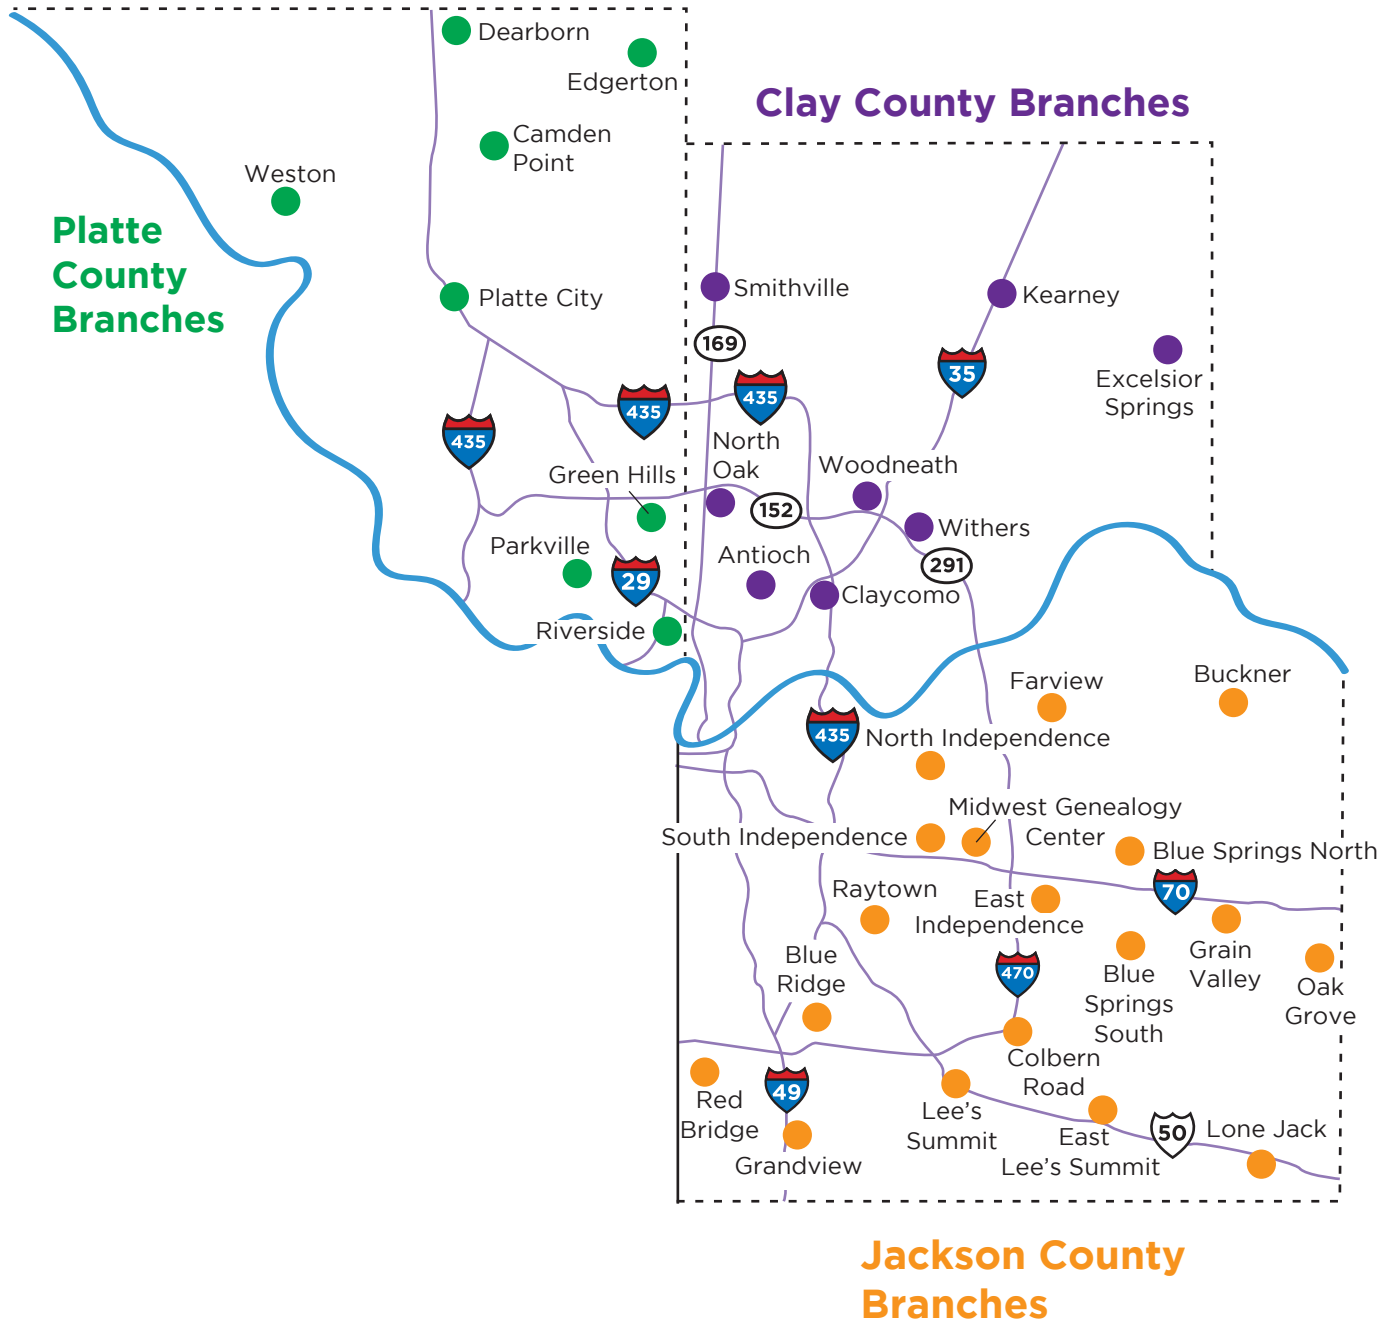 Dearborn
Edgerton
Clay County Branches
Camden
Point
Weston
Platte
County
Branches
Platte City
Smithville
Kearney
169
35
Excelsior
Springs
435
435
435
North
Oak
Green Hills
Woodneath
152
Withers
Parkville
Antioch
291
29
Claycomo
Riverside
Farview
Buckner
435
North Independence
Midwest Genealogy
Center
South Independence
Blue Springs North
70
Raytown
East
Independence
Grain
Valley
Blue
Ridge
470
Blue
Springs
South
Oak
Grove
Colbern
Road
49
Red
Bridge
Lee's
Summit
East
Lee's Summit
50
Lone Jack
Grandview
Jackson County
Branches